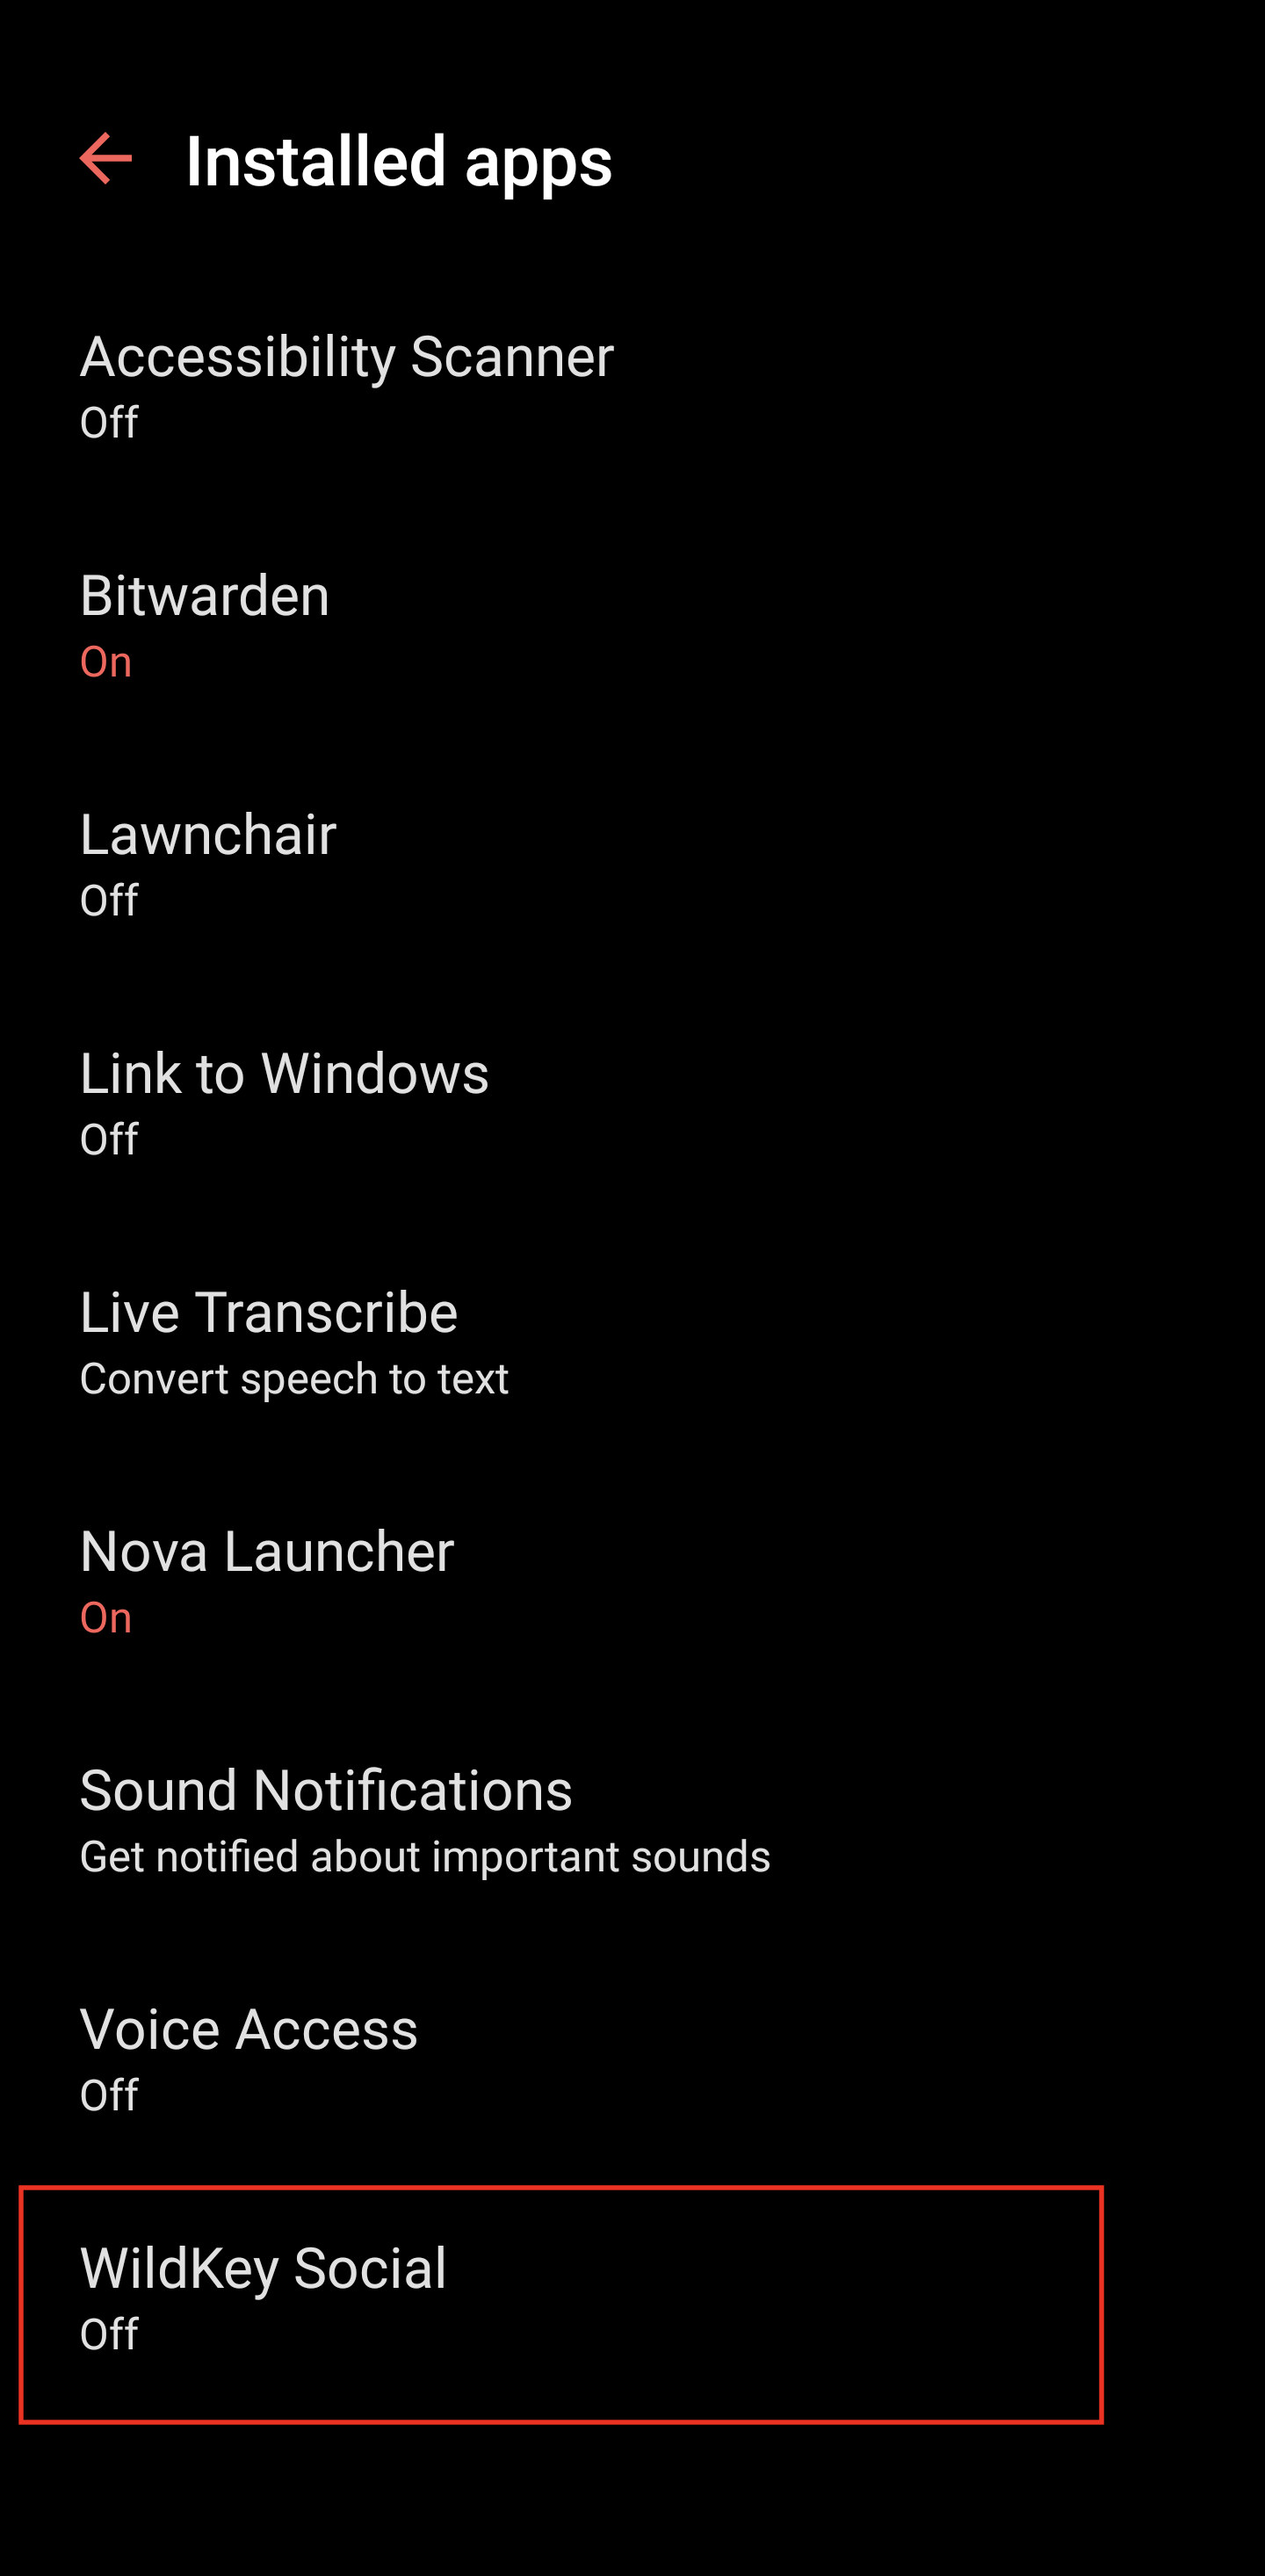 Installed apps
Accessibility Scanner
Off
Bitwarden
On
Lawnchair
Off
Link to Windows
Off
Live Transcribe
Convert speech to text
Nova Launcher
On
Sound Notifications
Get notified about important sounds
Voice Access
Off
WildKey Social
Off